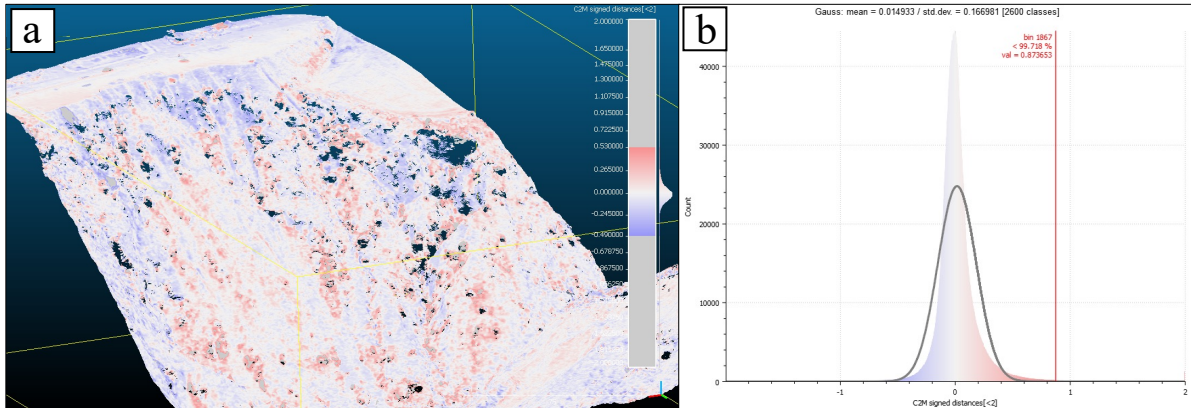 a
C2M signed distances[<2]
2.000000
1.650000
1.475000
1.300000
1.107500
0.915000
0.722500
0.530000
0.265000
0.000000
-0.245000
-0.490000
-0.678750
b
Gauss: mean = 0.014933 / std.dev. = 0.166981 [2600 classes]
bin 1867
< 99.718 %
val = 0.873653
40000
30000
20000
10000
0
Count
-1
0
1
2
C2M signed distances[<2]